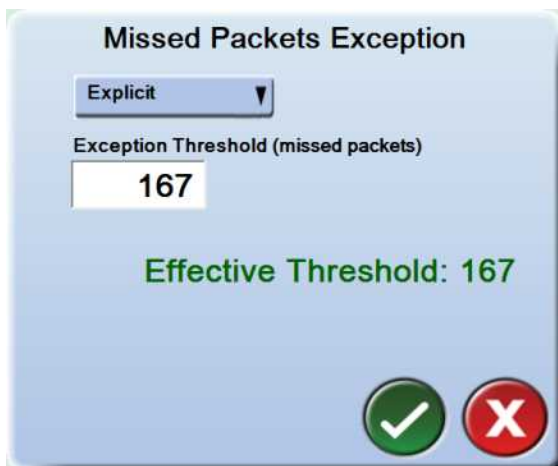 Missed Packets Exception
Explicit
Exception Threshold (missed packets)
167
Effective Threshold: 167